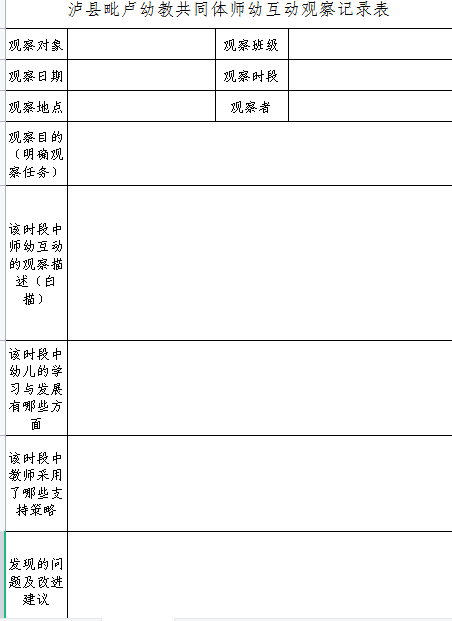 泸县毗卢幼教共同体师幼互动观察记录表
观察对象
观察班级
观察日期
观察时段
观察地点
观察者
观察目的
（明确观
察任务）
该时段中
师幼互动
的观察描
述（白
描）
该时段中
幼儿的学
习与发展
有哪些方
面
该时段中
教师采用
了哪些支
持策略
发现的问
题及改进
建议